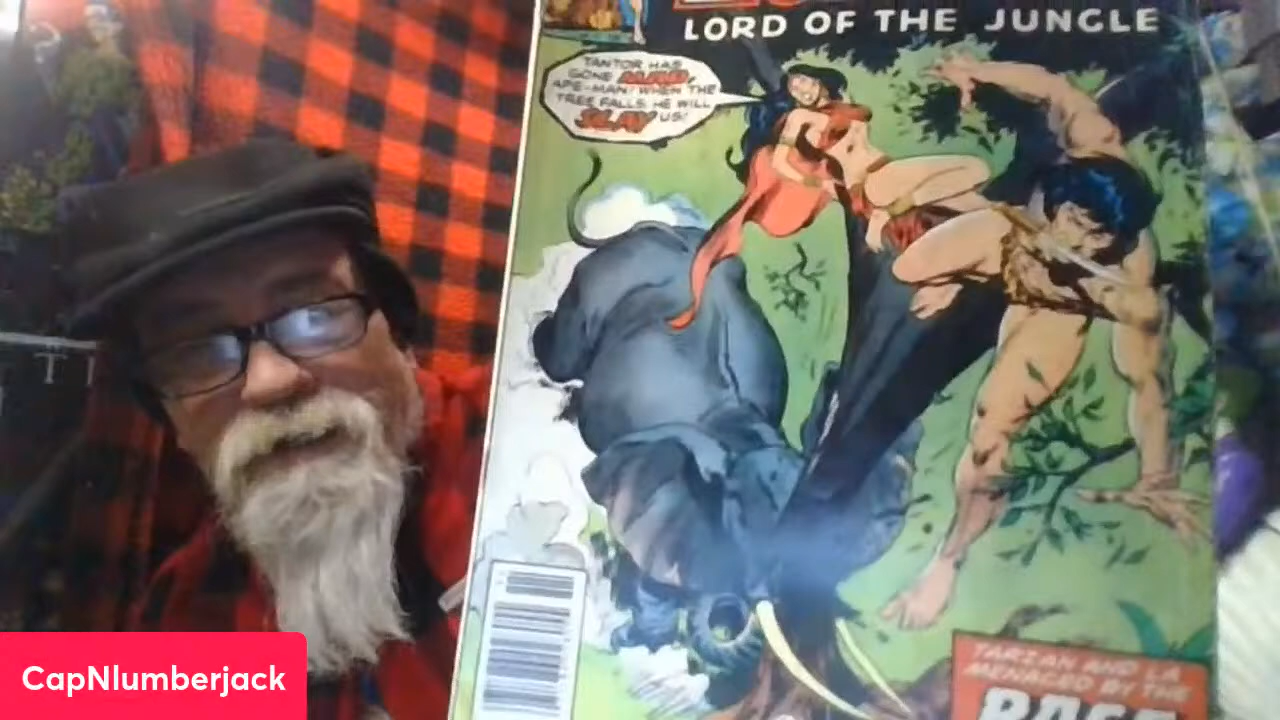 LORD OF THE JUNGLE
TANTOR HAS
GONE MAD,
APE-MAN! WHEN THE
TREE FALLS, HE WILL
SLAY US!
T
TARZAN AND LA
MENACED BY THE
RAGE
CapNlumberjack